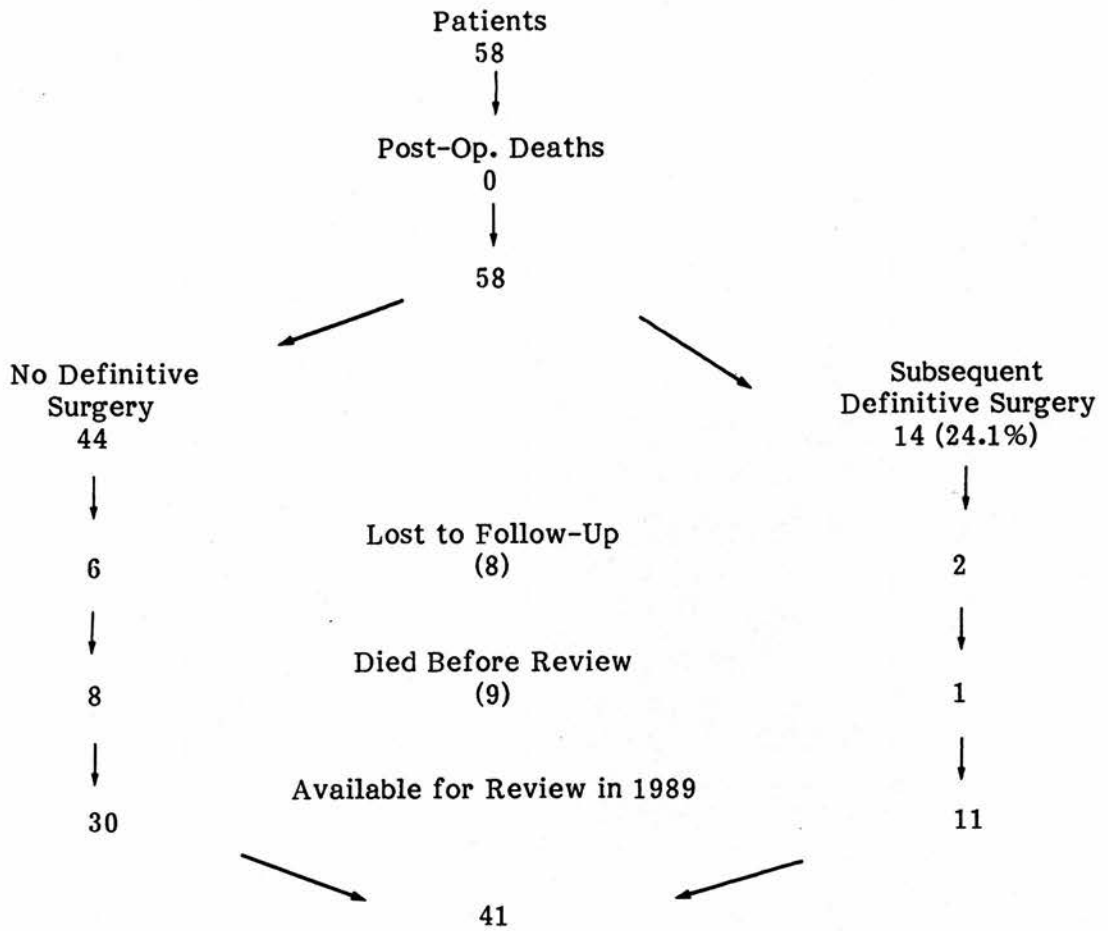 Patients
58
Post-Op. Deaths
0
58
No Definitive
Surgery
44
Subsequent
Definitive Surgery
14 (24.1%)
Lost to Follow-Up
6
(8)
2
Died Before Review
8
(9)
1
Available for Review in 1989
30
11
41